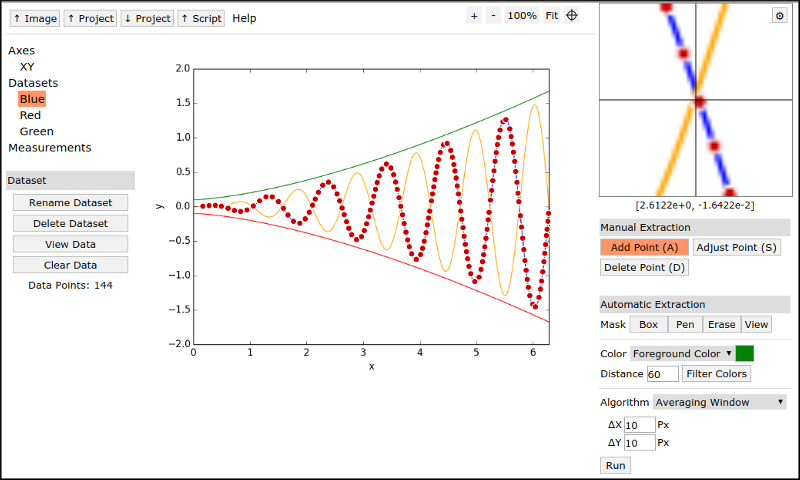 ↑ Image ↑ Project ↓ Project ↑ Script Help
+ - 100% Fit
Axes
XY
Datasets
Blue
Red
Green
Measurements
Dataset
Rename Dataset
Delete Dataset
View Data
Clear Data
Data Points: 144
2.0
1.5
1.0
0.5
0.0
−0.5
−1.0
−1.5
−2.0
y
0 1 2 3 4 5 6
x
[2.6122e+0, -1.6422e-2]
Manual Extraction
Add Point (A) Adjust Point (S)
Delete Point (D)
Automatic Extraction
Mask Box Pen Erase View
Color Foreground Color
Distance 60 Filter Colors
Algorithm Averaging Window
ΔX 10 Px
ΔY 10 Px
Run